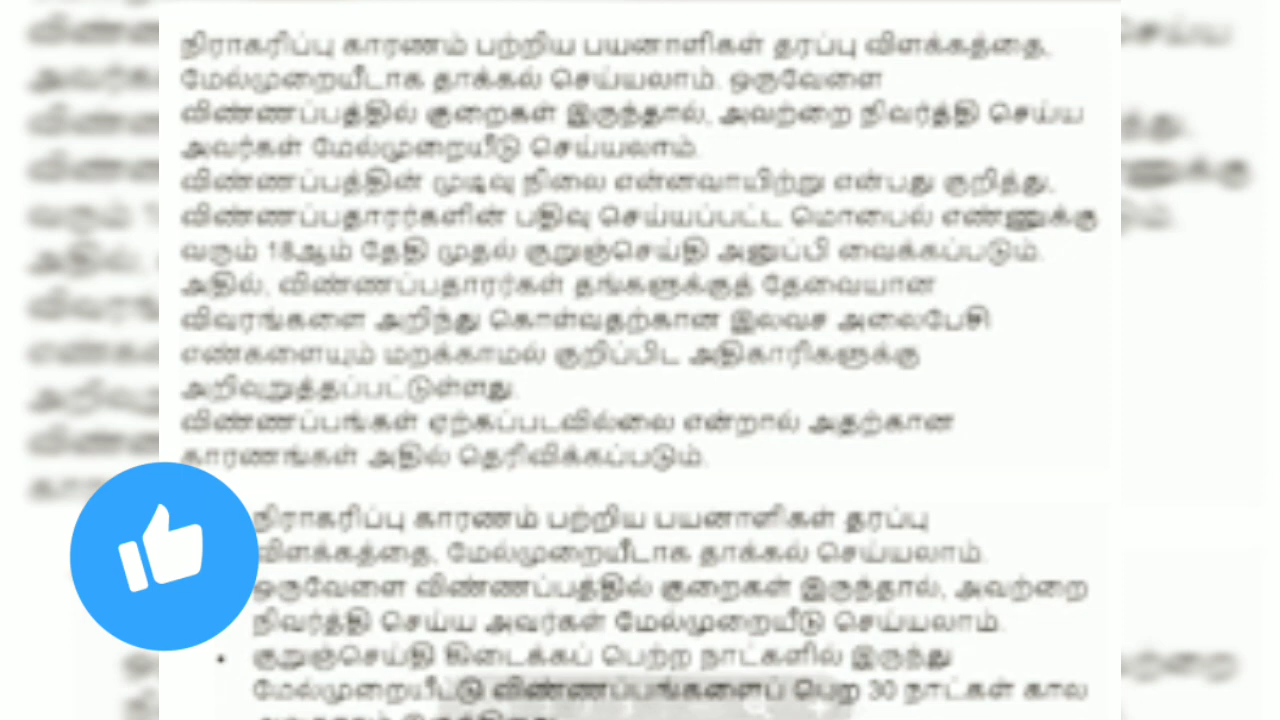 நிராகரிப்பு காரணம் பற்றிய பயனாளிகள் தரப்பு விளக்கத்தை,
மேல்முறையீடாக தாக்கல் செய்யலாம். ஒருவேளை
விண்ணப்பத்தில் குறைகள் இருந்தால், அவற்றை நிவர்த்தி செய்ய
அவர்கள் மேல்முறையீடு செய்யலாம்.
விண்ணப்பத்தின் முடிவு நிலை என்னவாயிற்று என்பது குறித்து,
விண்ணப்பதாரர்களின் பதிவு செய்யப்பட்ட மொபைல் எண்ணுக்கு
வரும் 18ஆம் தேதி முதல் குறுஞ்செய்தி அனுப்பி வைக்கப்படும்.
அதில், விண்ணப்பதாரர்கள் தங்களுக்குத் தேவையான
விவரங்களை அறிந்து கொள்வதற்கான இலவச அலைபேசி
எண்களையும் மறக்காமல் குறிப்பிட அதிகாரிகளுக்கு
அறிவுறுத்தப்பட்டுள்ளது.
விண்ணப்பங்கள் ஏற்கப்படவில்லை என்றால் அதற்கான
காரணங்கள் அதில் தெரிவிக்கப்படும்.
நிராகரிப்பு காரணம் பற்றிய பயனாளிகள் தரப்பு
விளக்கத்தை, மேல்முறையீடாக தாக்கல் செய்யலாம்.
ஒருவேளை விண்ணப்பத்தில் குறைகள் இருந்தால், அவற்றை
நிவர்த்தி செய்ய அவர்கள் மேல்முறையீடு செய்யலாம்.
• குறுஞ்செய்தி கிடைக்கப் பெற்ற நாட்களில் இருந்து
மேல்முறையீட்டு விண்ணப்பங்களைப் பெற 30 நாட்கள் கால